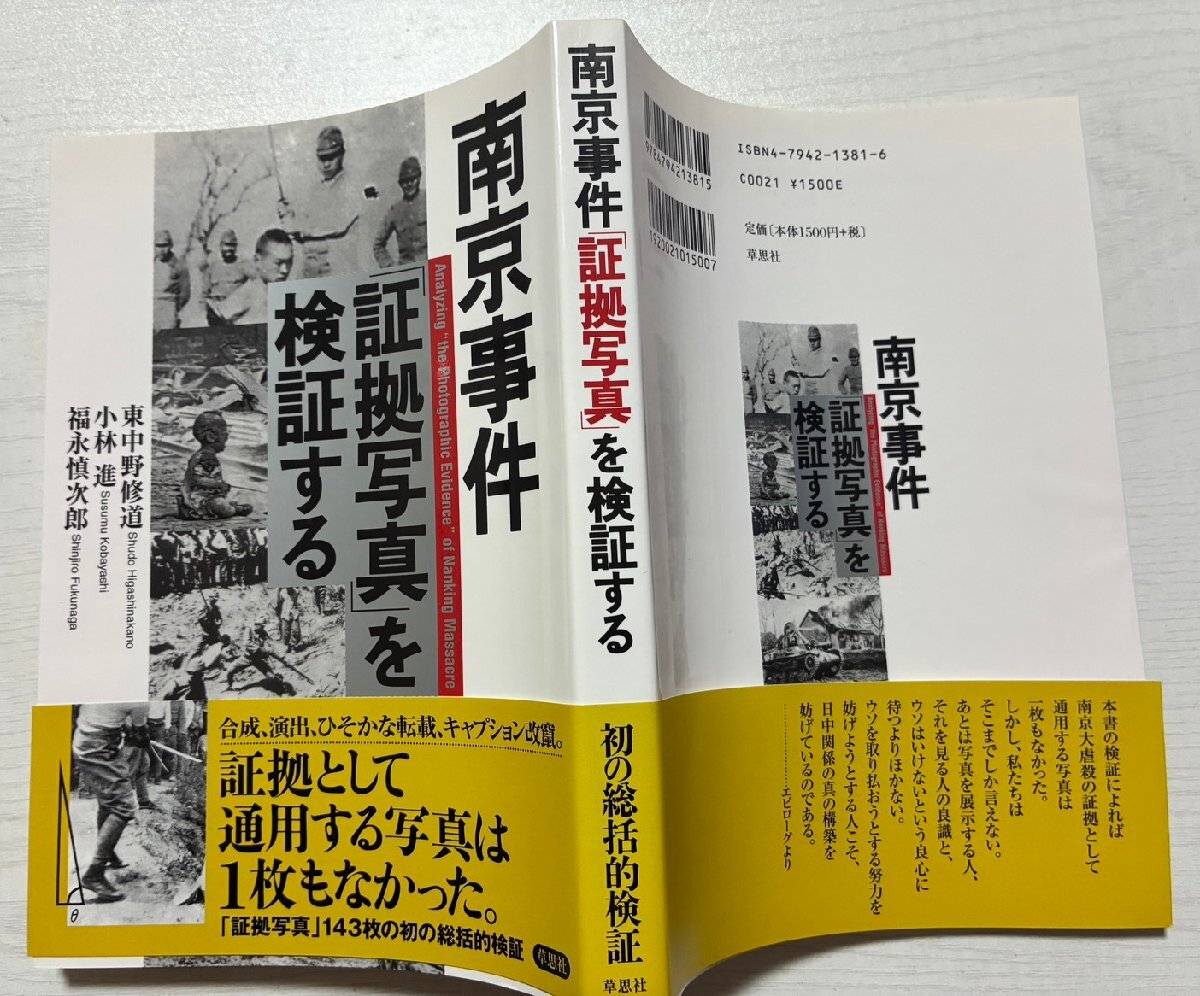 南京事件
「証拠写真」を
検証する
Analyzing "the Photographic Evidence" of Nanking Massacre
東中野修道 Shudo Higashinakano
小林 進 Susumu Kobayashi
福永慎次郎 Shinjiro Fukunaga
合成、演出、ひそかな転載、キャプション改竄。
証拠として
通用する写真は
1枚もなかった。
「証拠写真」143枚の初の総括的検証
草思社
θ
南京事件「証拠写真」を検証する
初の総括的検証
草思社
9784794213815
1920021015007
ISBN4-7942-1381-6
C0021 ¥1500E
定価〔本体1500円+税〕
草思社
南京事件
「証拠写真」を
検証する
Analyzing "the Photographic Evidence" of Nanking Massacre
本書の検証によれば
南京大虐殺の証拠として
通用する写真は
一枚もなかった。
しかし、私たちは
そこまでしか言えない。
あとは写真を展示する人、
それを見る人の良識と、
ウソはいけないという良心に
待つよりほかない。
ウソを取り払おうとする努力を
妨げようとする人こそ、
日中関係の真の構築を
妨げているのである。
………エピローグより